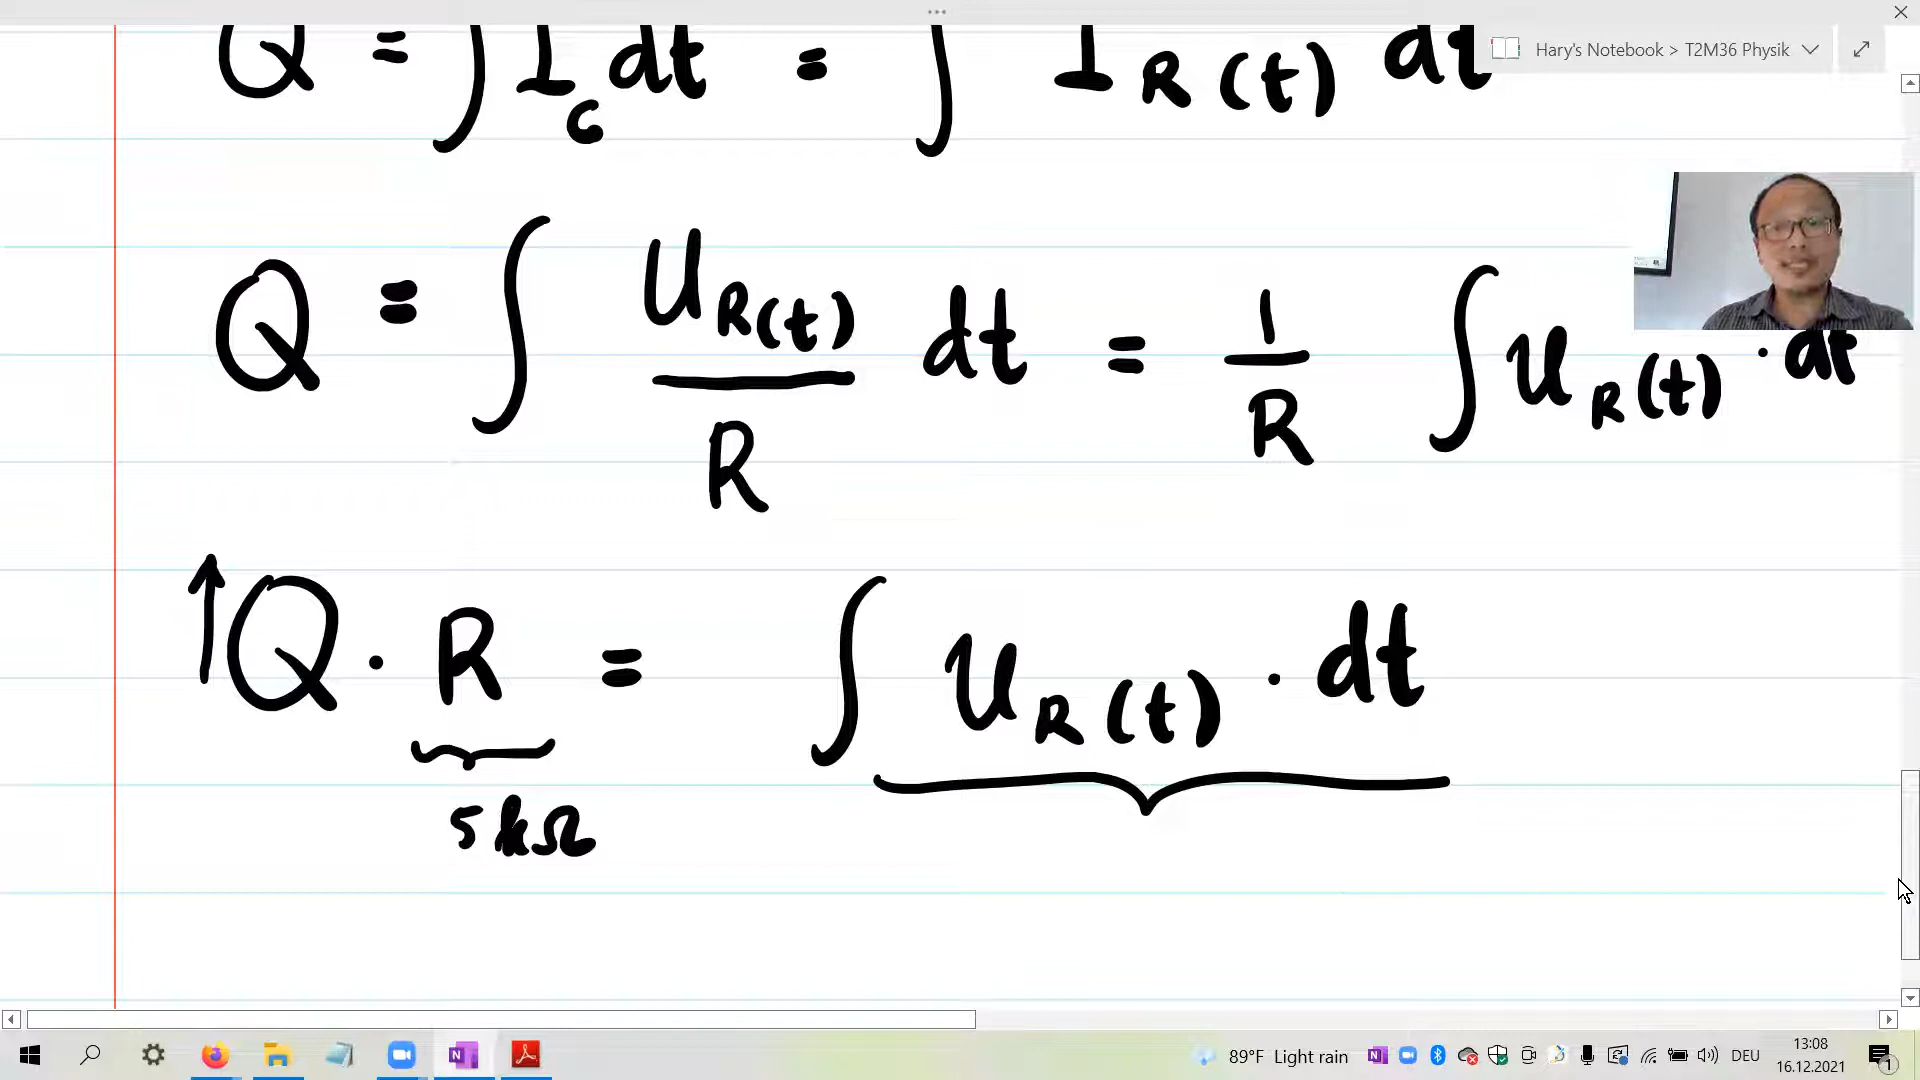 Hary's Notebook > T2M36 Physik
Q = ∫ I_C dt = ∫ I_R(t) dt
Q = ∫ U_R(t) / R dt = 1 / R ∫ U_R(t) · dt
↑ Q · R = ∫ U_R(t) · dt
5 kΩ
89°F Light rain
DEU
13:08
16.12.2021
1